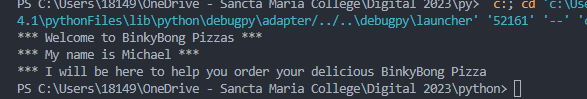 PS C:\Users\18149\OneDrive - Sancta Maria College\Digital 2023\py> c:; cd 'c:\Use
4.1\pythonFiles\lib\python\debugpy\adapter/../..\debugpy\launcher' '52161' '--' 'c
*** Welcome to BinkyBong Pizzas ***
*** My name is Michael ***
*** I will be here to help you order your delicious BinkyBong Pizza
PS C:\Users\18149\OneDrive - Sancta Maria College\Digital 2023\python>